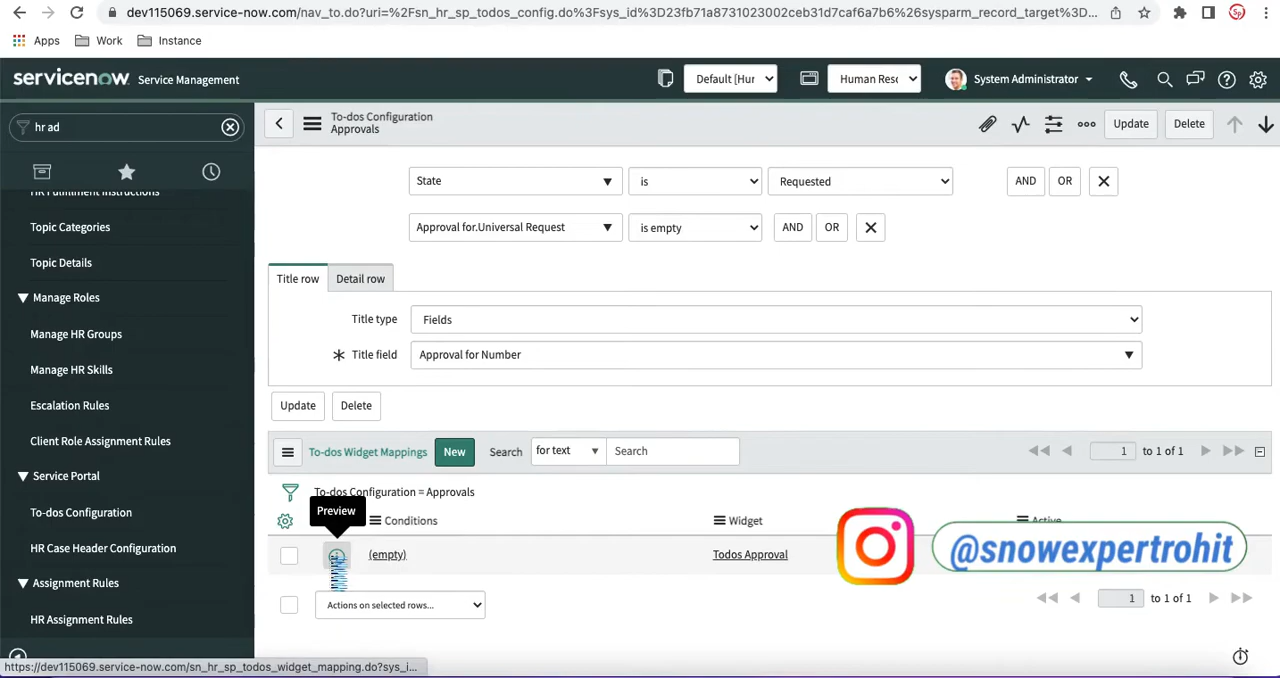 dev115069.service-now.com/nav_to.do?uri=%2Fsn_hr_sp_todos_config.do%3Fsys_id%3D23fb71a8731023002ceb31d7caf6a7b6%26sysparm_record_target%3D...
Apps Work Instance
servicenow Service Management Default [Hur Human Resc System Administrator
hr ad
To-dos Configuration
Approvals
Update Delete
HR Fulfillment Instructions
Topic Categories
Topic Details
Manage Roles
Manage HR Groups
Manage HR Skills
Escalation Rules
Client Role Assignment Rules
Service Portal
To-dos Configuration
HR Case Header Configuration
Assignment Rules
HR Assignment Rules
State is Requested AND OR
Approval for.Universal Request is empty AND OR
Title row Detail row
Title type Fields
Title field Approval for Number
Update Delete
To-dos Widget Mappings New Search for text Search 1 to 1 of 1
To-dos Configuration = Approvals
Preview
Conditions Widget Active
(empty) Todos Approval
@snowexpertrohit
Actions on selected rows... 1 to 1 of 1
https://dev115069.service-now.com/sn_hr_sp_todos_widget_mapping.do?sys_i...